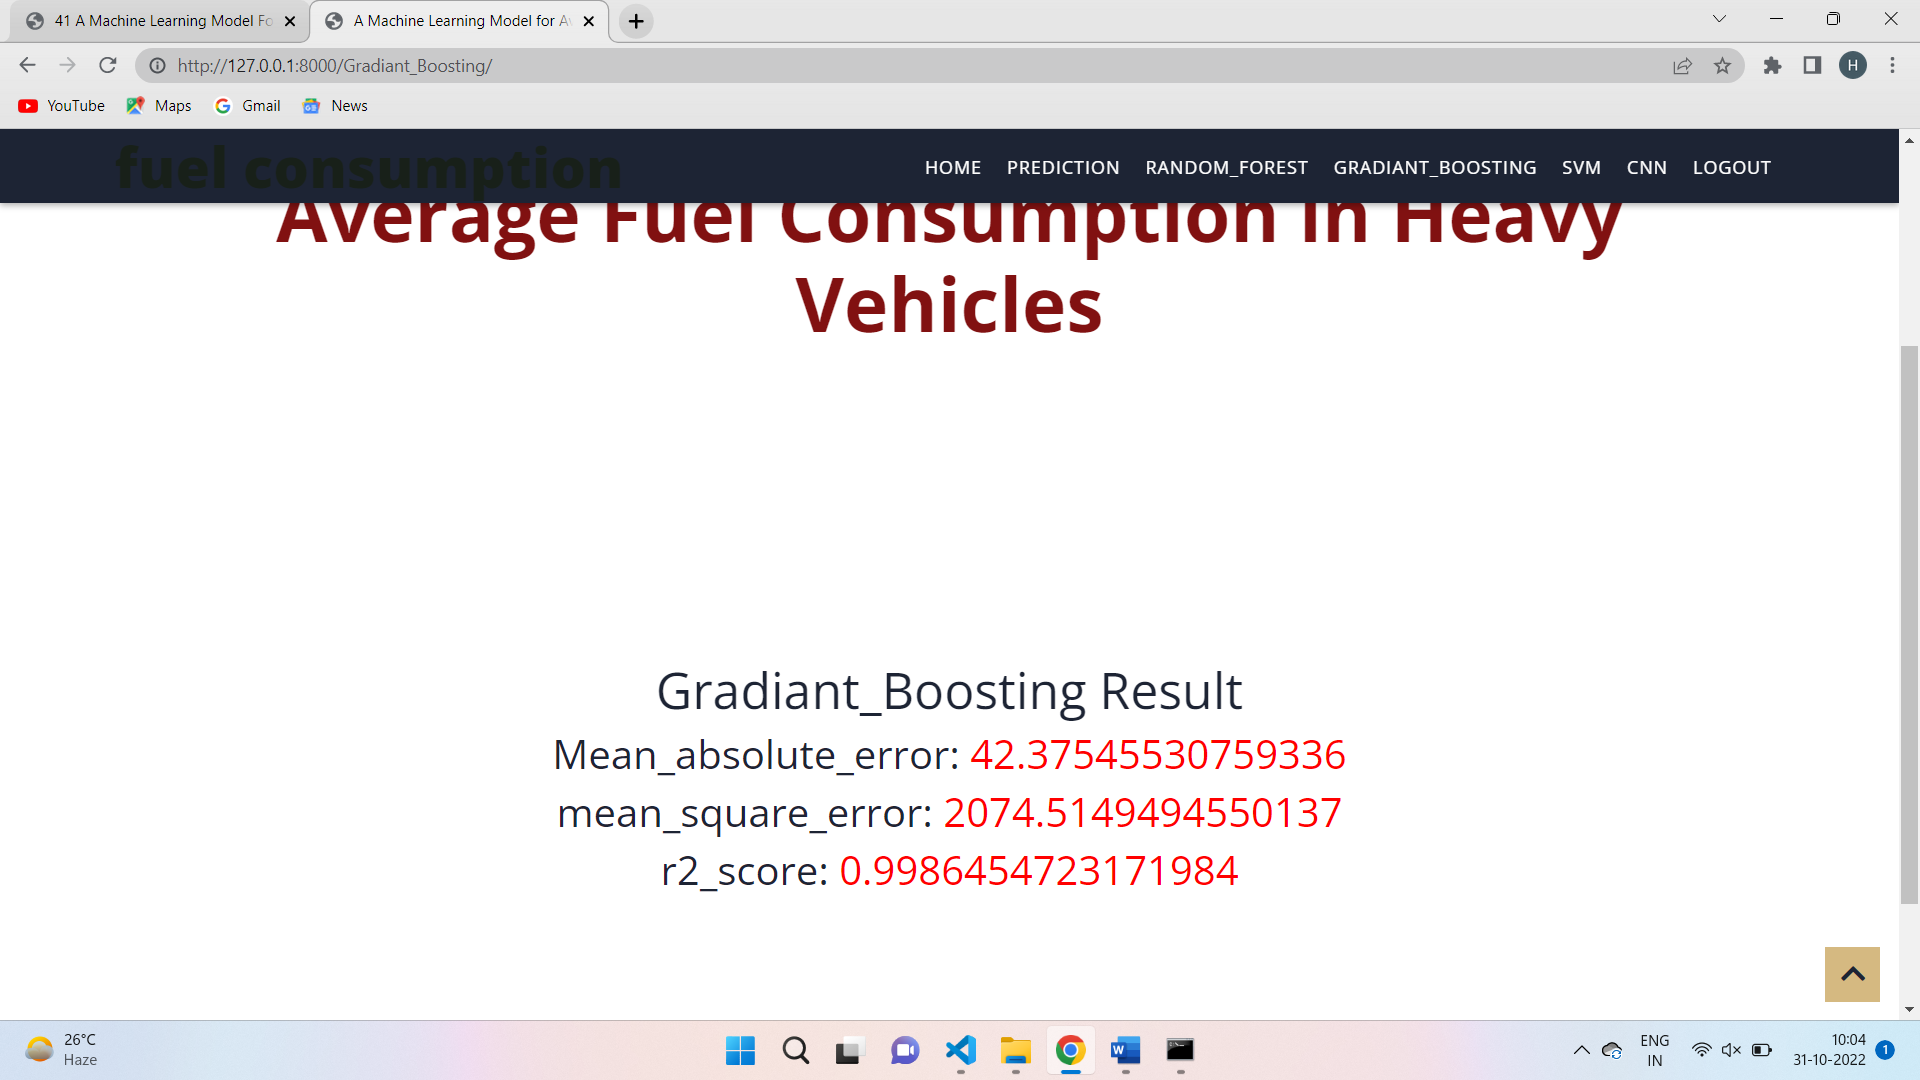 41 A Machine Learning Model Fo
A Machine Learning Model for Av
http://127.0.0.1:8000/Gradiant_Boosting/
H
YouTube
Maps
Gmail
News
fuel consumption
HOME
PREDICTION
RANDOM_FOREST
GRADIANT_BOOSTING
SVM
CNN
LOGOUT
Average Fuel Consumption in Heavy
Vehicles
Gradiant_Boosting Result
Mean_absolute_error: 42.37545530759336
mean_square_error: 2074.5149494550137
r2_score: 0.9986454723171984
26°C
Haze
ENG
IN
10:04
31-10-2022
1